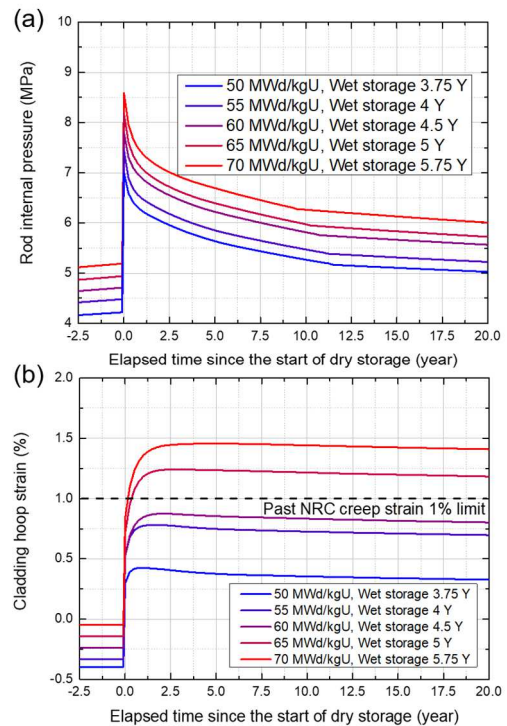 (a)
10
9
8
7
6
5
4
Rod internal pressure (MPa)
50 MWd/kgU, Wet storage 3.75 Y
55 MWd/kgU, Wet storage 4 Y
60 MWd/kgU, Wet storage 4.5 Y
65 MWd/kgU, Wet storage 5 Y
70 MWd/kgU, Wet storage 5.75 Y
-2.5 0.0 2.5 5.0 7.5 10.0 12.5 15.0 17.5 20.0
Elapsed time since the start of dry storage (year)
(b)
2.0
1.5
1.0
0.5
0.0
-0.5
Cladding hoop strain (%)
Past NRC creep strain 1% limit
50 MWd/kgU, Wet storage 3.75 Y
55 MWd/kgU, Wet storage 4 Y
60 MWd/kgU, Wet storage 4.5 Y
65 MWd/kgU, Wet storage 5 Y
70 MWd/kgU, Wet storage 5.75 Y
-2.5 0.0 2.5 5.0 7.5 10.0 12.5 15.0 17.5 20.0
Elapsed time since the start of dry storage (year)